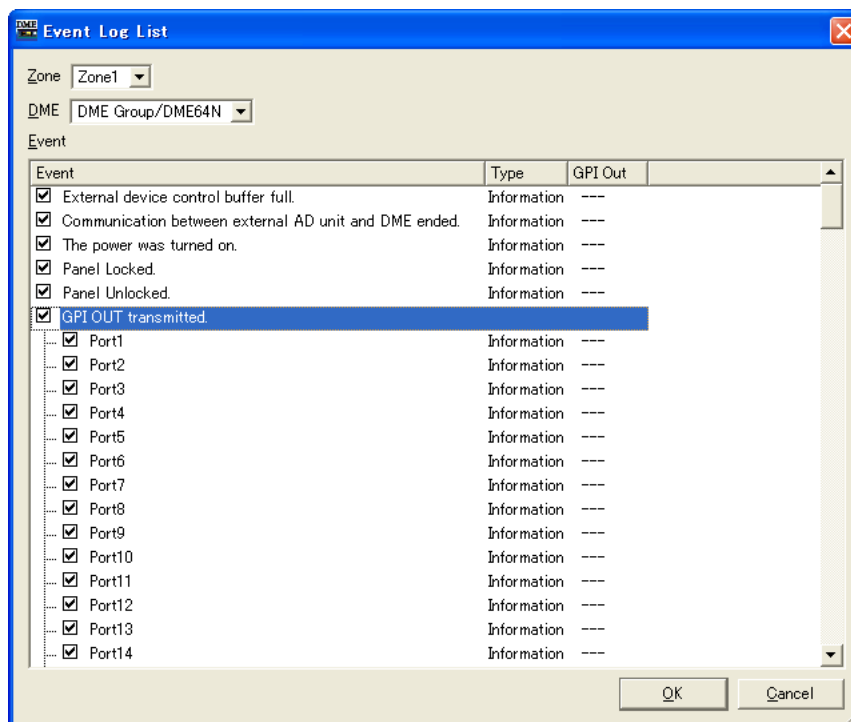 DME
Event Log List
Zone Zone1
DME DME Group/DME64N
Event
Event Type GPI Out
External device control buffer full. Information ---
Communication between external AD unit and DME ended. Information ---
The power was turned on. Information ---
Panel Locked. Information ---
Panel Unlocked. Information ---
GPI OUT transmitted.
Port1 Information ---
Port2 Information ---
Port3 Information ---
Port4 Information ---
Port5 Information ---
Port6 Information ---
Port7 Information ---
Port8 Information ---
Port9 Information ---
Port10 Information ---
Port11 Information ---
Port12 Information ---
Port13 Information ---
Port14 Information ---
OK Cancel